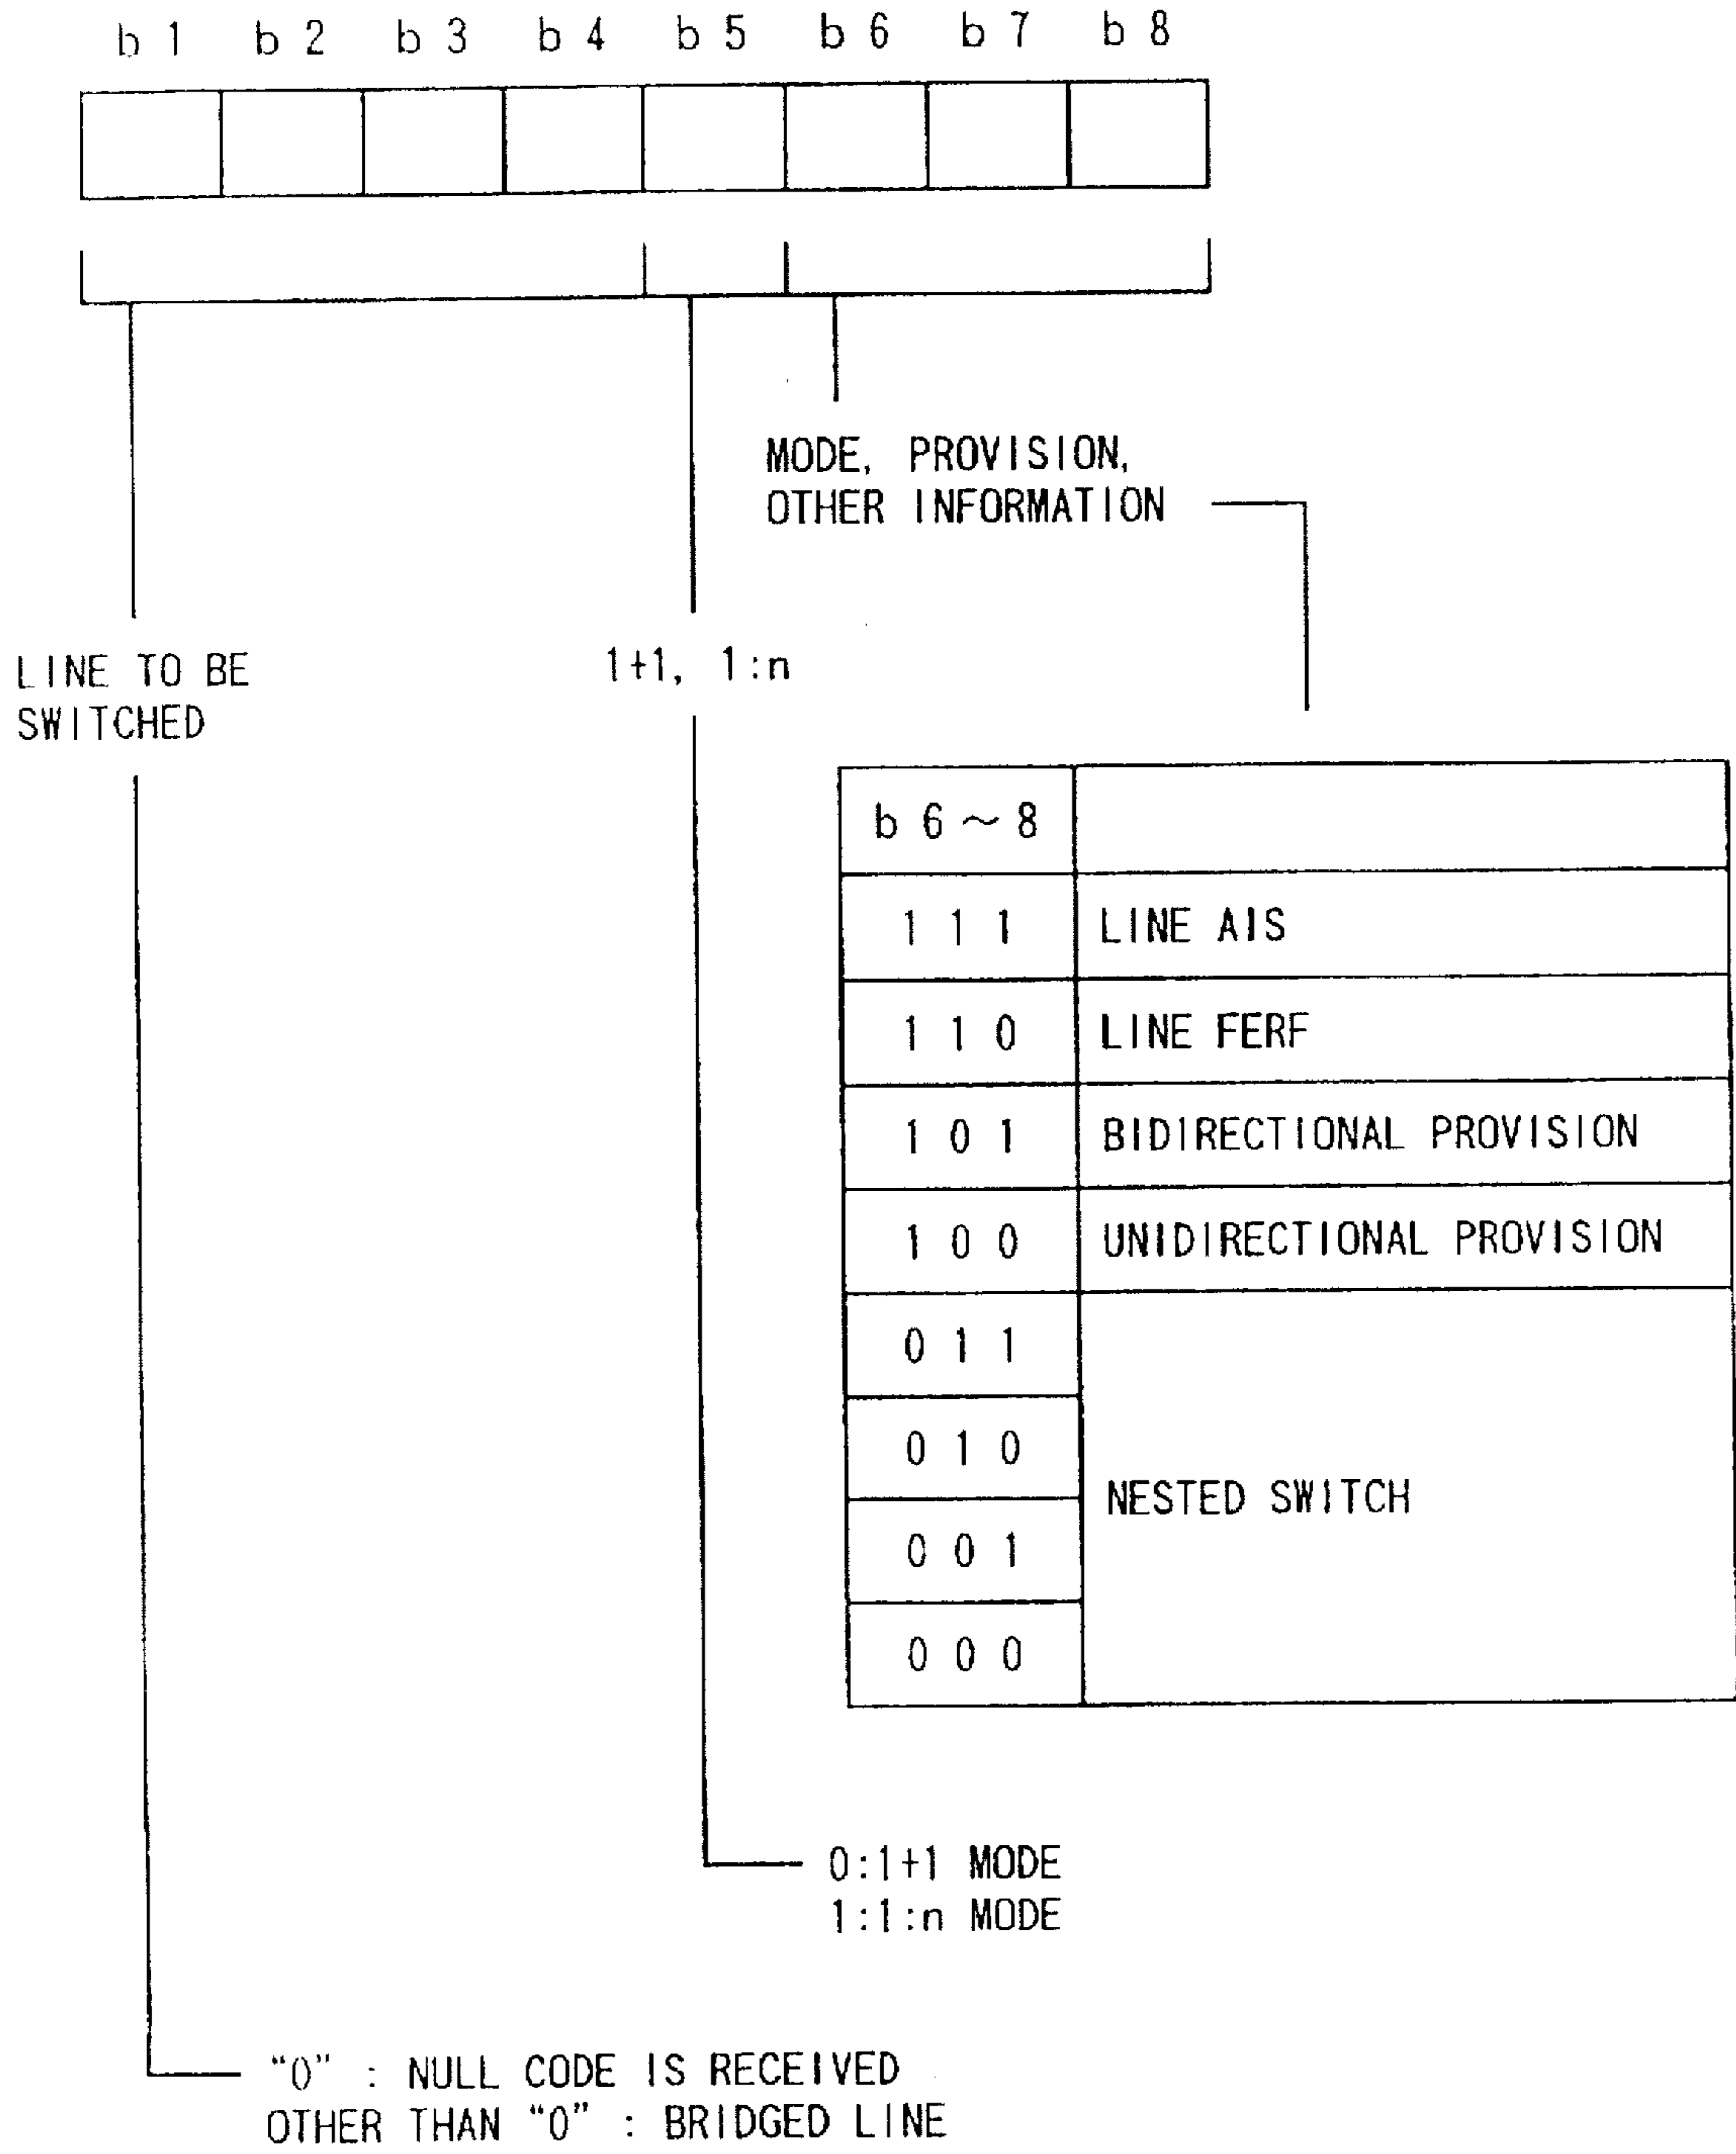 b 1 b 2 b 3 b 4 b 5 b 6 b 7 b 8
MODE, PROVISION,
OTHER INFORMATION
LINE TO BE
SWITCHED
1+1, 1:n
b 6 ~ 8
1 1 1 LINE AIS
1 1 0 LINE FERF
1 0 1 BIDIRECTIONAL PROVISION
1 0 0 UNIDIRECTIONAL PROVISION
0 1 1
0 1 0
NESTED SWITCH
0 0 1
0 0 0
0:1+1 MODE
1:1:n MODE
“0” : NULL CODE IS RECEIVED
OTHER THAN “0” : BRIDGED LINE